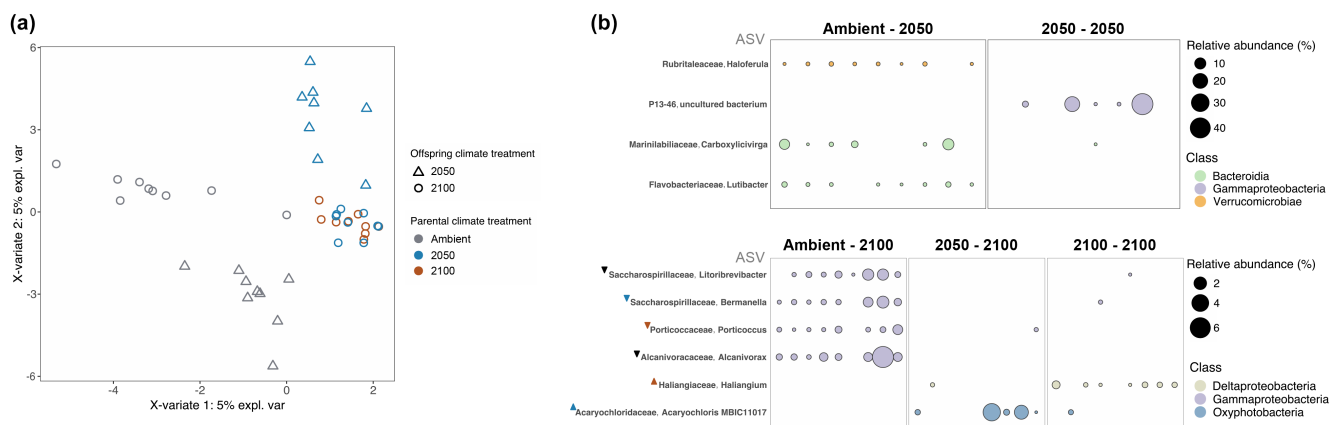 (a)
6
3
0
-3
-6
-4
-2
0
2
X-variate 2: 5% expl. var
X-variate 1: 5% expl. var
Offspring climate treatment
2050
2100
Parental climate treatment
Ambient
2050
2100
(b)
ASV
Ambient - 2050
2050 - 2050
Rubritaleaceae, Haloferula
P13-46, uncultured bacterium
Marinilabiliaceae, Carboxylicivirga
Flavobacteriaceae, Lutibacter
Relative abundance (%)
10
20
30
40
Class
Bacteroidia
Gammaproteobacteria
Verrucomicrobiae
ASV
Ambient - 2100
2050 - 2100
2100 - 2100
Saccharospirillaceae, Litoribrevibacter
Saccharospirillaceae, Bermanella
Porticoccaceae, Porticoccus
Alcanivoracaceae, Alcanivorax
Haliangiaceae, Haliangium
Acaryochloridaceae, Acaryochloris MBIC11017
Relative abundance (%)
2
4
6
Class
Deltaproteobacteria
Gammaproteobacteria
Oxyphotobacteria